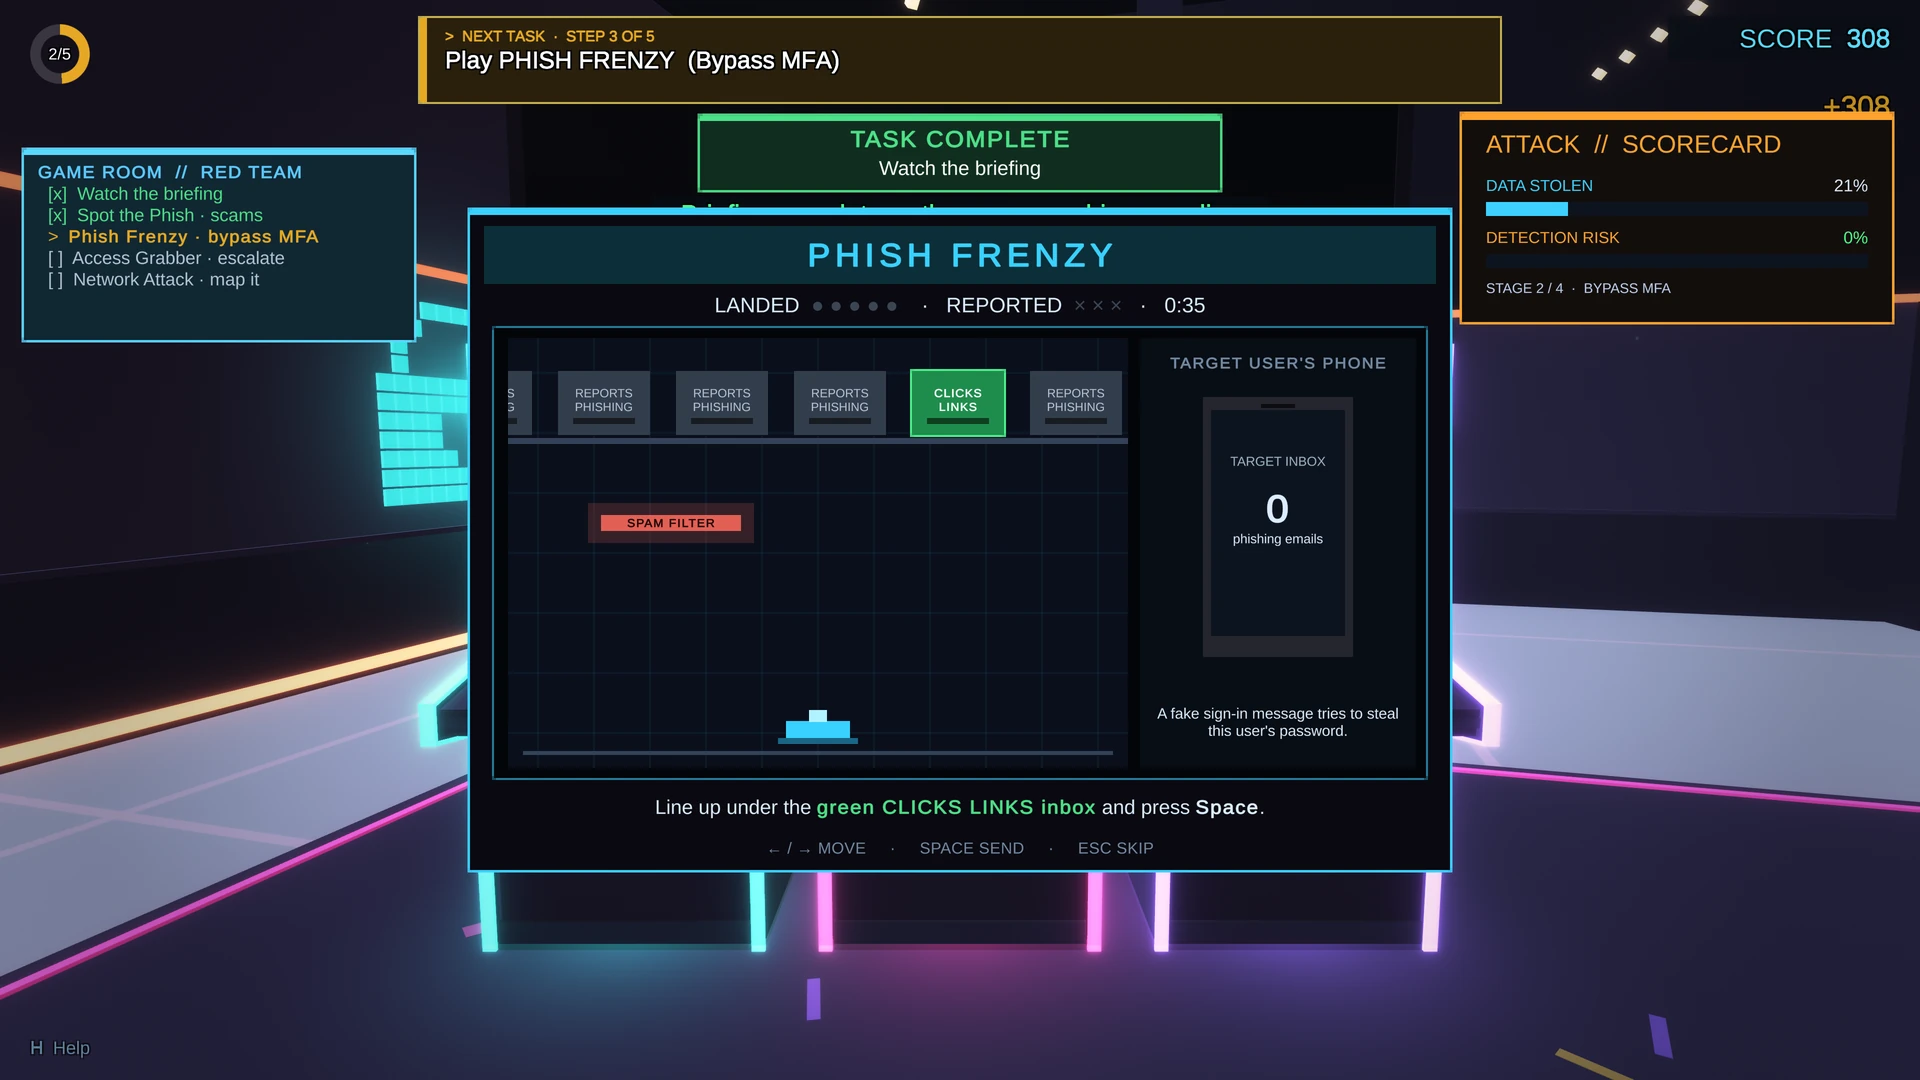 2/5
> NEXT TASK · STEP 3 OF 5
Play PHISH FRENZY (Bypass MFA)
SCORE 308
+308
TASK COMPLETE
Watch the briefing
GAME ROOM // RED TEAM
[x] Watch the briefing
[x] Spot the Phish · scams
> Phish Frenzy · bypass MFA
[ ] Access Grabber · escalate
[ ] Network Attack · map it
ATTACK // SCORECARD
DATA STOLEN 21%
DETECTION RISK 0%
STAGE 2 / 4 · BYPASS MFA
PHISH FRENZY
LANDED ● ● ● ● ● · REPORTED × × × · 0:35
REPORTS PHISHING
REPORTS PHISHING
REPORTS PHISHING
CLICKS LINKS
REPORTS PHISHING
SPAM FILTER
TARGET USER'S PHONE
TARGET INBOX
0
phishing emails
A fake sign-in message tries to steal
this user's password.
Line up under the green CLICKS LINKS inbox and press Space.
← / → MOVE · SPACE SEND · ESC SKIP
H Help